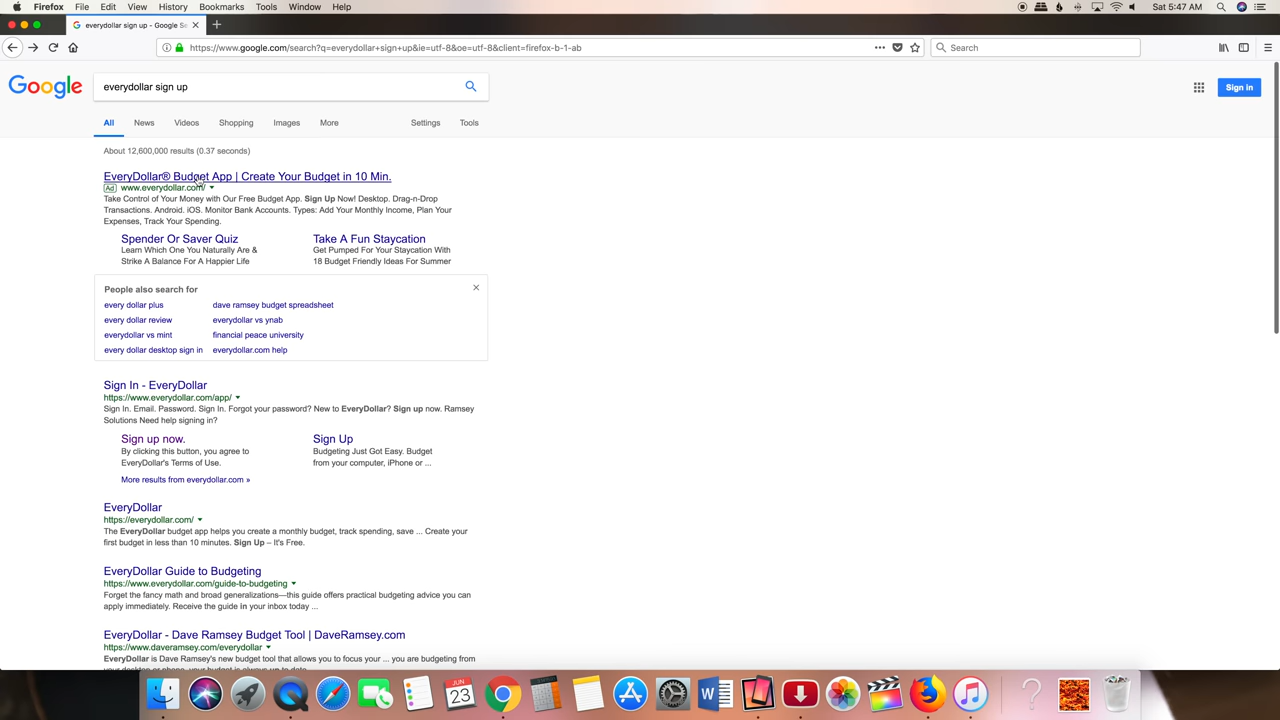 Firefox File Edit View History Bookmarks Tools Window Help Sat 5:47 AM
everydollar sign up - Google Se
https://www.google.com/search?q=everydollar+sign+up&ie=utf-8&oe=utf-8&client=firefox-b-1-ab Search
Google everydollar sign up Sign in
All News Videos Shopping Images More Settings Tools
About 12,600,000 results (0.37 seconds)
EveryDollar® Budget App | Create Your Budget in 10 Min.
Ad www.everydollar.com/
Take Control of Your Money with Our Free Budget App. Sign Up Now! Desktop. Drag-n-Drop
Transactions. Android. iOS. Monitor Bank Accounts. Types: Add Your Monthly Income, Plan Your
Expenses, Track Your Spending.
Spender Or Saver Quiz Take A Fun Staycation
Learn Which One You Naturally Are & Get Pumped For Your Staycation With
Strike A Balance For A Happier Life 18 Budget Friendly Ideas For Summer
People also search for
every dollar plus dave ramsey budget spreadsheet
every dollar review everydollar vs ynab
everydollar vs mint financial peace university
every dollar desktop sign in everydollar.com help
Sign In - EveryDollar
https://www.everydollar.com/app/
Sign In. Email. Password. Sign In. Forgot your password? New to EveryDollar? Sign up now. Ramsey
Solutions Need help signing in?
Sign up now. Sign Up
By clicking this button, you agree to Budgeting Just Got Easy. Budget
EveryDollar's Terms of Use. from your computer, iPhone or ...
More results from everydollar.com »
EveryDollar
https://everydollar.com/
The EveryDollar budget app helps you create a monthly budget, track spending, save ... Create your
first budget in less than 10 minutes. Sign Up – It's Free.
EveryDollar Guide to Budgeting
https://www.everydollar.com/guide-to-budgeting
Forget the fancy math and broad generalizations—this guide offers practical budgeting advice you can
apply immediately. Receive the guide in your inbox today ...
EveryDollar - Dave Ramsey Budget Tool | DaveRamsey.com
https://www.daveramsey.com/everydollar
EveryDollar is Dave Ramsey's new budget tool that allows you to focus your ... you are budgeting from
your desktop or phone, your budget is always up to date.
JUN
23